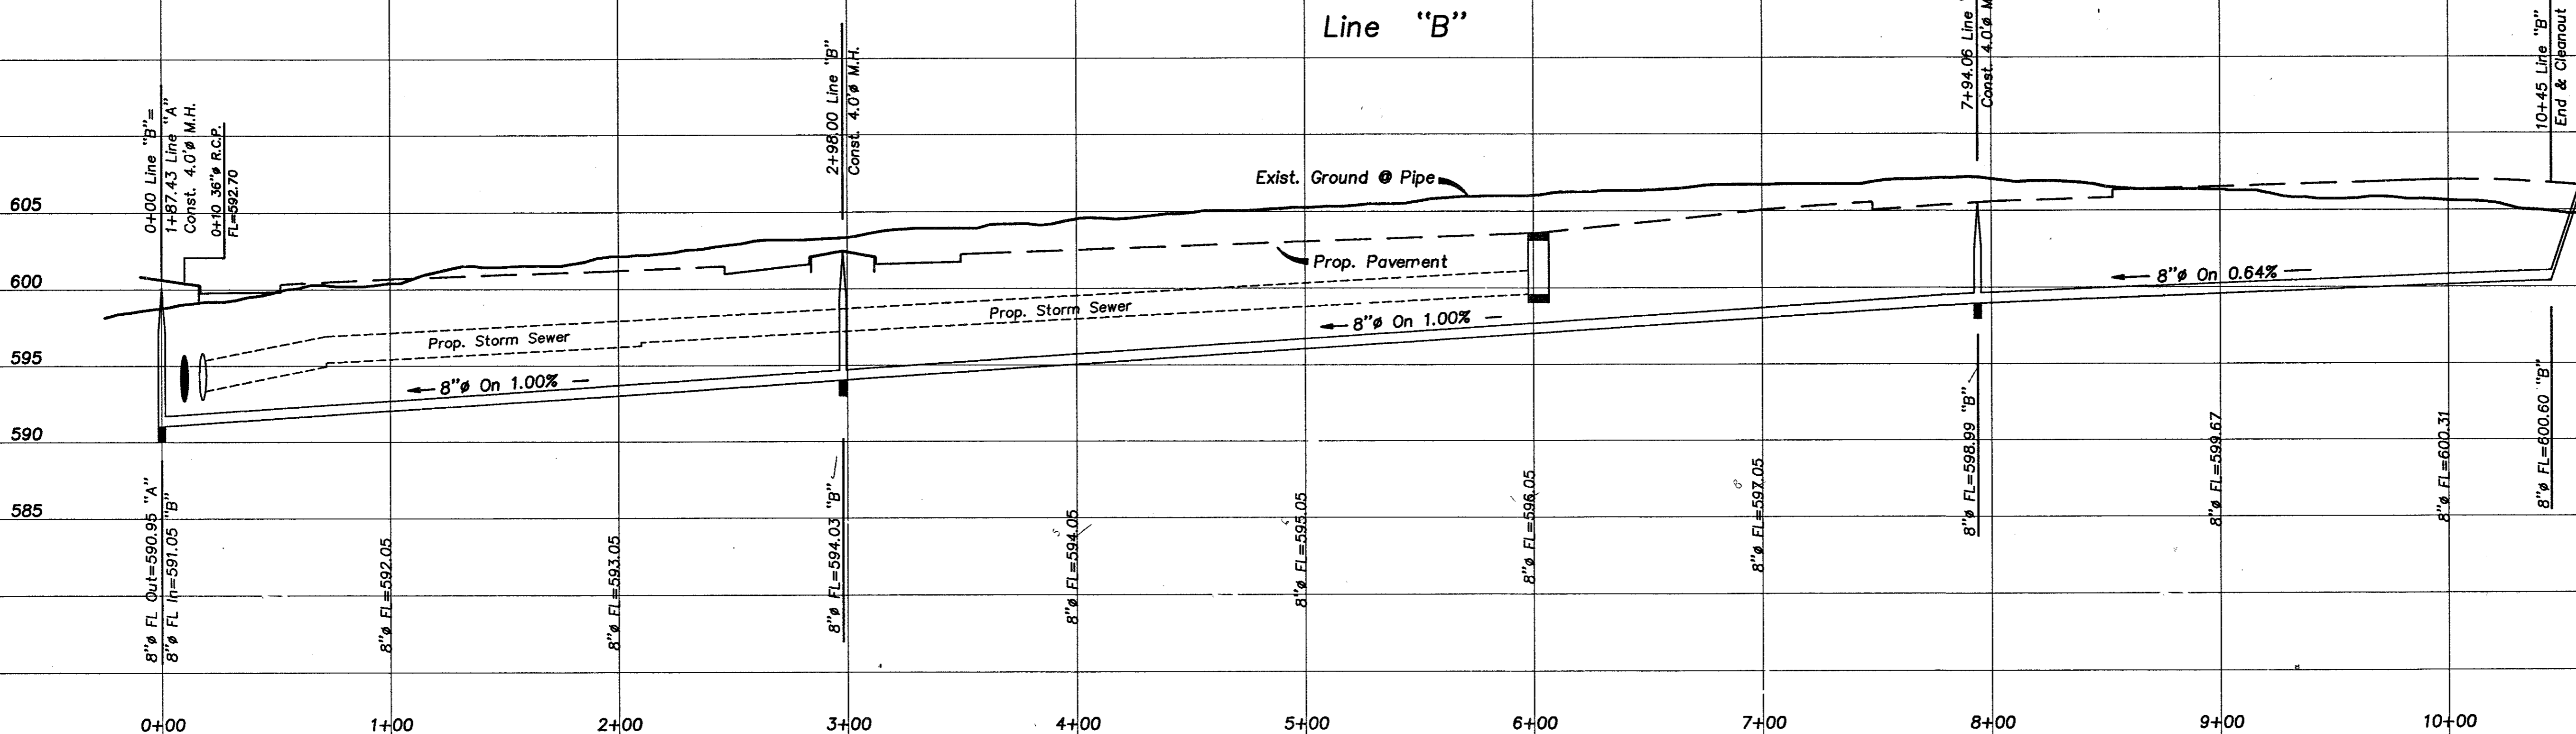 Line "B"
0+00 Line "B"=
1+87.43 Line "A"
Const. 4.0'ø M.H.
0+10 36"ø R.C.P.
FL=592.70
2+98.00 Line "B"
Const. 4.0'ø M.H.
7+94.06 Line
Const. 4.0'ø
10+45 Line "B"
End & Cleanout
Exist. Ground @ Pipe
Prop. Pavement
Prop. Storm Sewer
Prop. Storm Sewer
8"ø On 1.00%
8"ø On 1.00%
8"ø On 0.64%
605
600
595
590
585
8"ø FL Out=590.95 "A"
8"ø FL In=591.05 "B"
8"ø FL=592.05
8"ø FL=593.05
8"ø FL=594.03 "B"
8"ø FL=594.05
8"ø FL=595.05
8"ø FL=596.05
8"ø FL=597.05
8"ø FL=598.99 "B"
8"ø FL=599.67
8"ø FL=600.31
8"ø FL=600.60 "B"
0+00
1+00
2+00
3+00
4+00
5+00
6+00
7+00
8+00
9+00
10+00